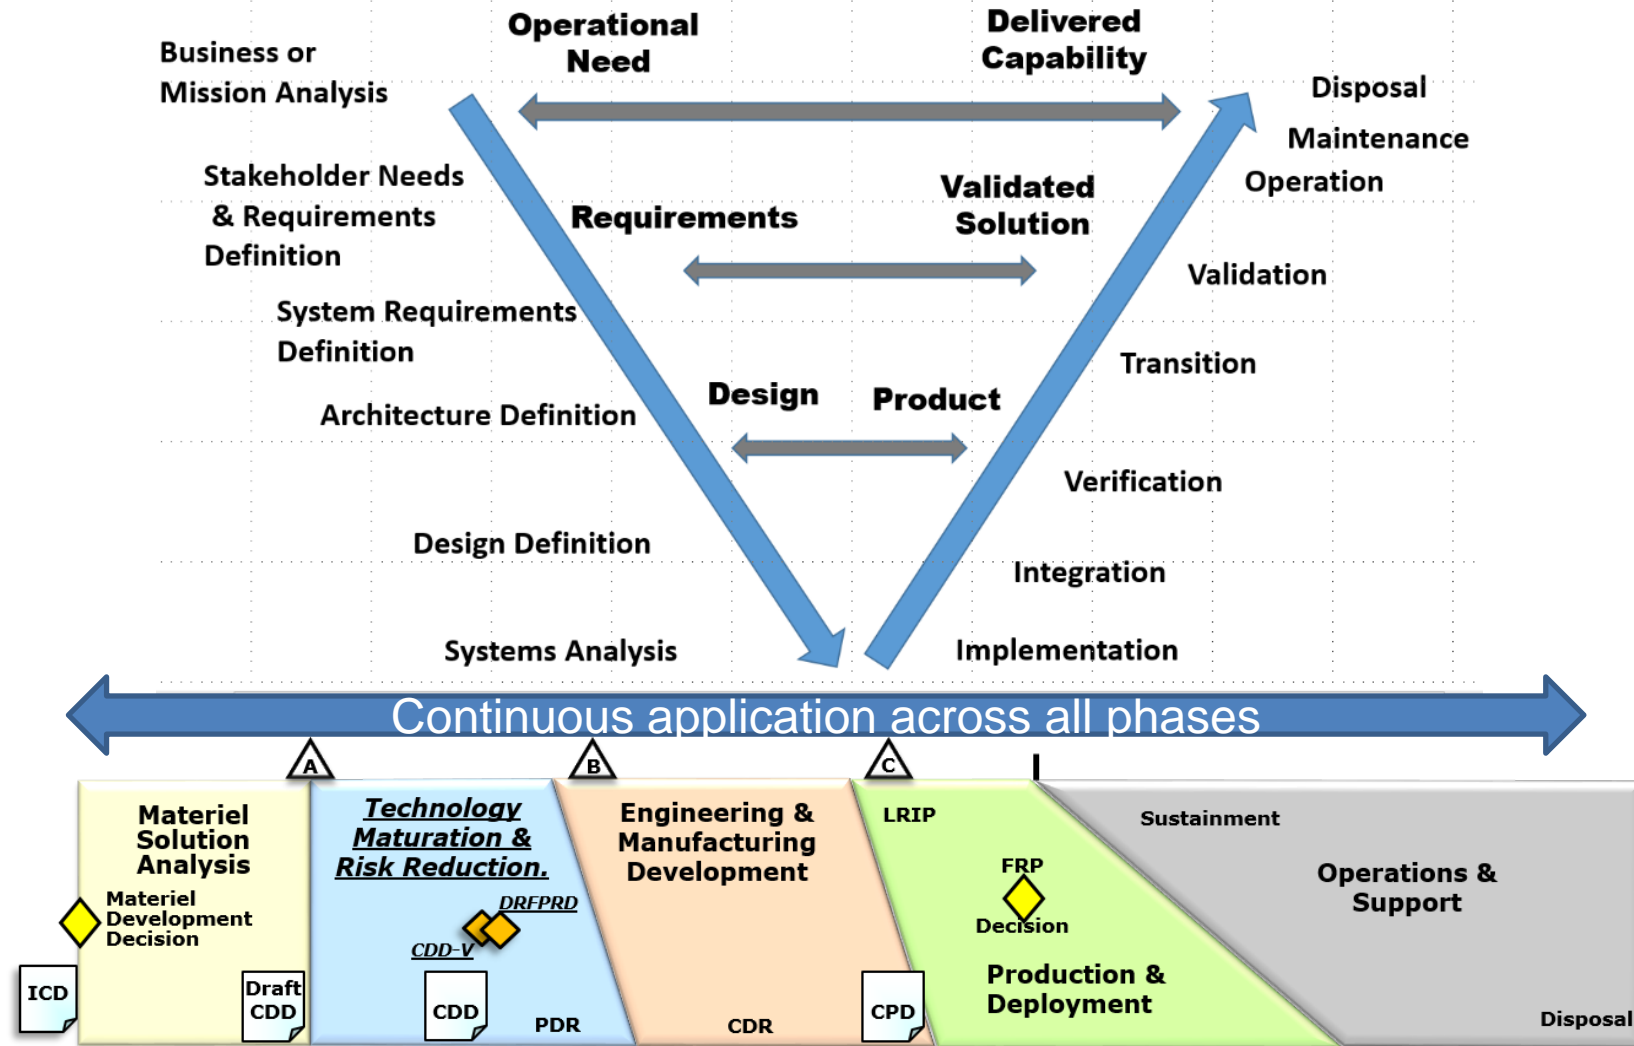 Business or
Mission Analysis
Operational
Need
Delivered
Capability
Disposal
Maintenance
Operation
Stakeholder Needs
& Requirements
Definition
Requirements
Validated
Solution
Validation
System Requirements
Definition
Transition
Architecture Definition
Design
Product
Verification
Design Definition
Integration
Systems Analysis
Implementation
Continuous application across all phases
A
B
C
Materiel
Solution
Analysis
Materiel
Development
Decision
ICD
Draft
CDD
Technology
Maturation &
Risk Reduction.
DRFPRD
CDD-V
CDD
PDR
Engineering &
Manufacturing
Development
CDR
CPD
LRIP
FRP
Decision
Production &
Deployment
Sustainment
Operations &
Support
Disposal